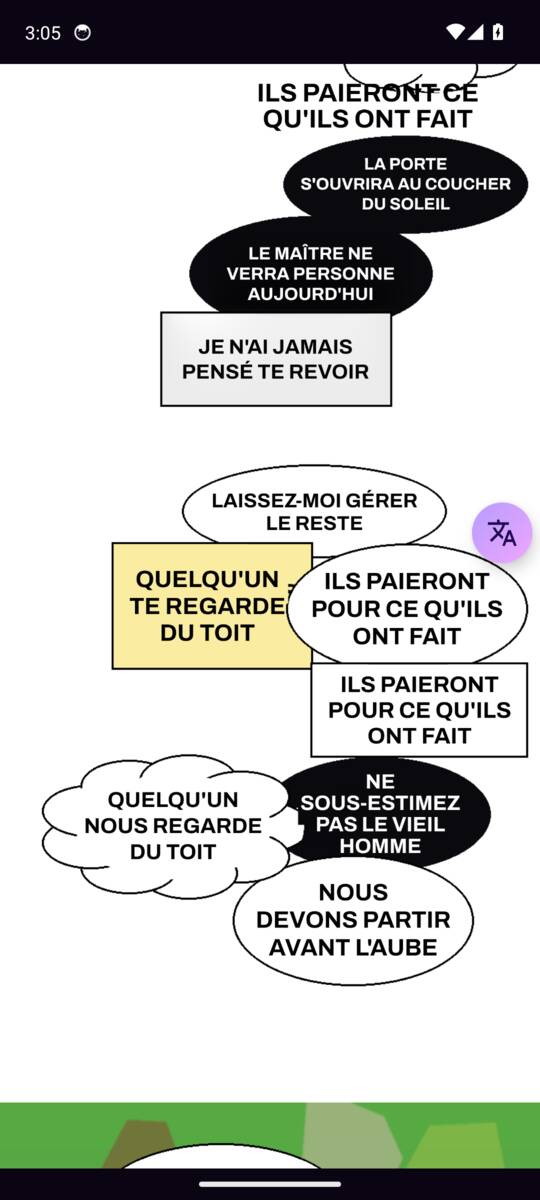 3:05
ILS PAIERONT CE
QU'ILS ONT FAIT
LA PORTE
S'OUVRIRA AU COUCHER
DU SOLEIL
LE MAÎTRE NE
VERRA PERSONNE
AUJOURD'HUI
JE N'AI JAMAIS
PENSÉ TE REVOIR
LAISSEZ-MOI GÉRER
LE RESTE
QUELQU'UN
TE REGARDE
DU TOIT
ILS PAIERONT
POUR CE QU'ILS
ONT FAIT
ILS PAIERONT
POUR CE QU'ILS
ONT FAIT
NE
SOUS-ESTIMEZ
PAS LE VIEIL
HOMME
QUELQU'UN
NOUS REGARDE
DU TOIT
NOUS
DEVONS PARTIR
AVANT L'AUBE